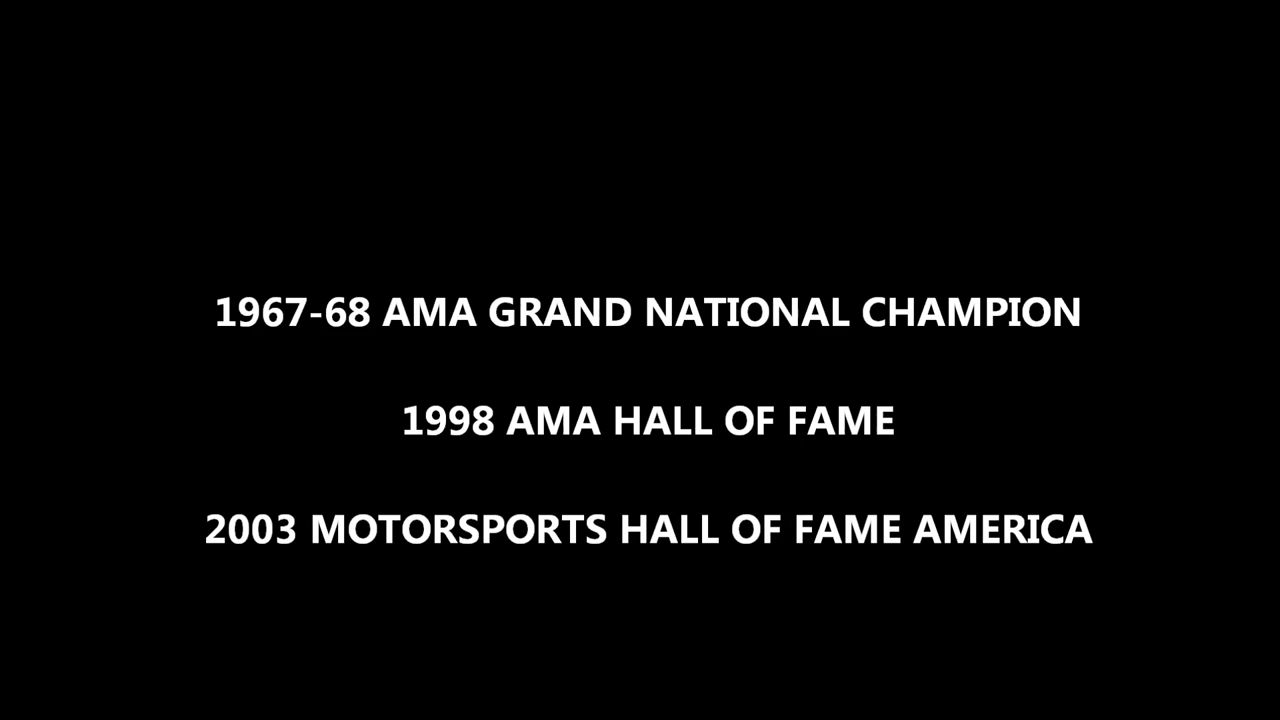 1967-68 AMA GRAND NATIONAL CHAMPION
1998 AMA HALL OF FAME
2003 MOTORSPORTS HALL OF FAME AMERICA